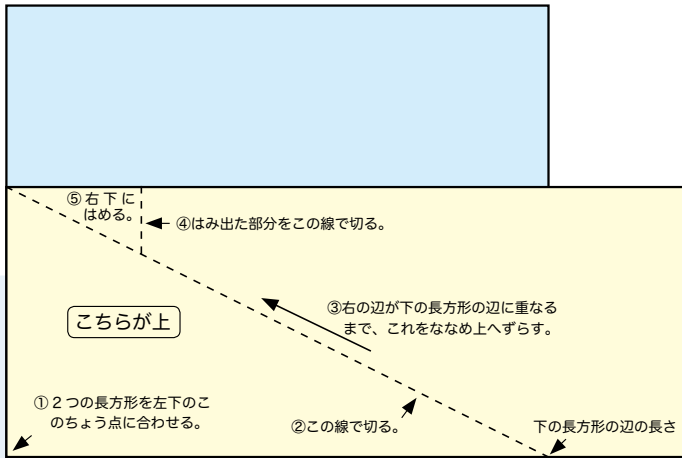 ⑤右下に
はめる。
④はみ出た部分をこの線で切る。
③右の辺が下の長方形の辺に重なる
まで、これをななめ上へずらす。
こちらが上
①２つの長方形を左下のこ
のちょう点に合わせる。
②この線で切る。
下の長方形の辺の長さ